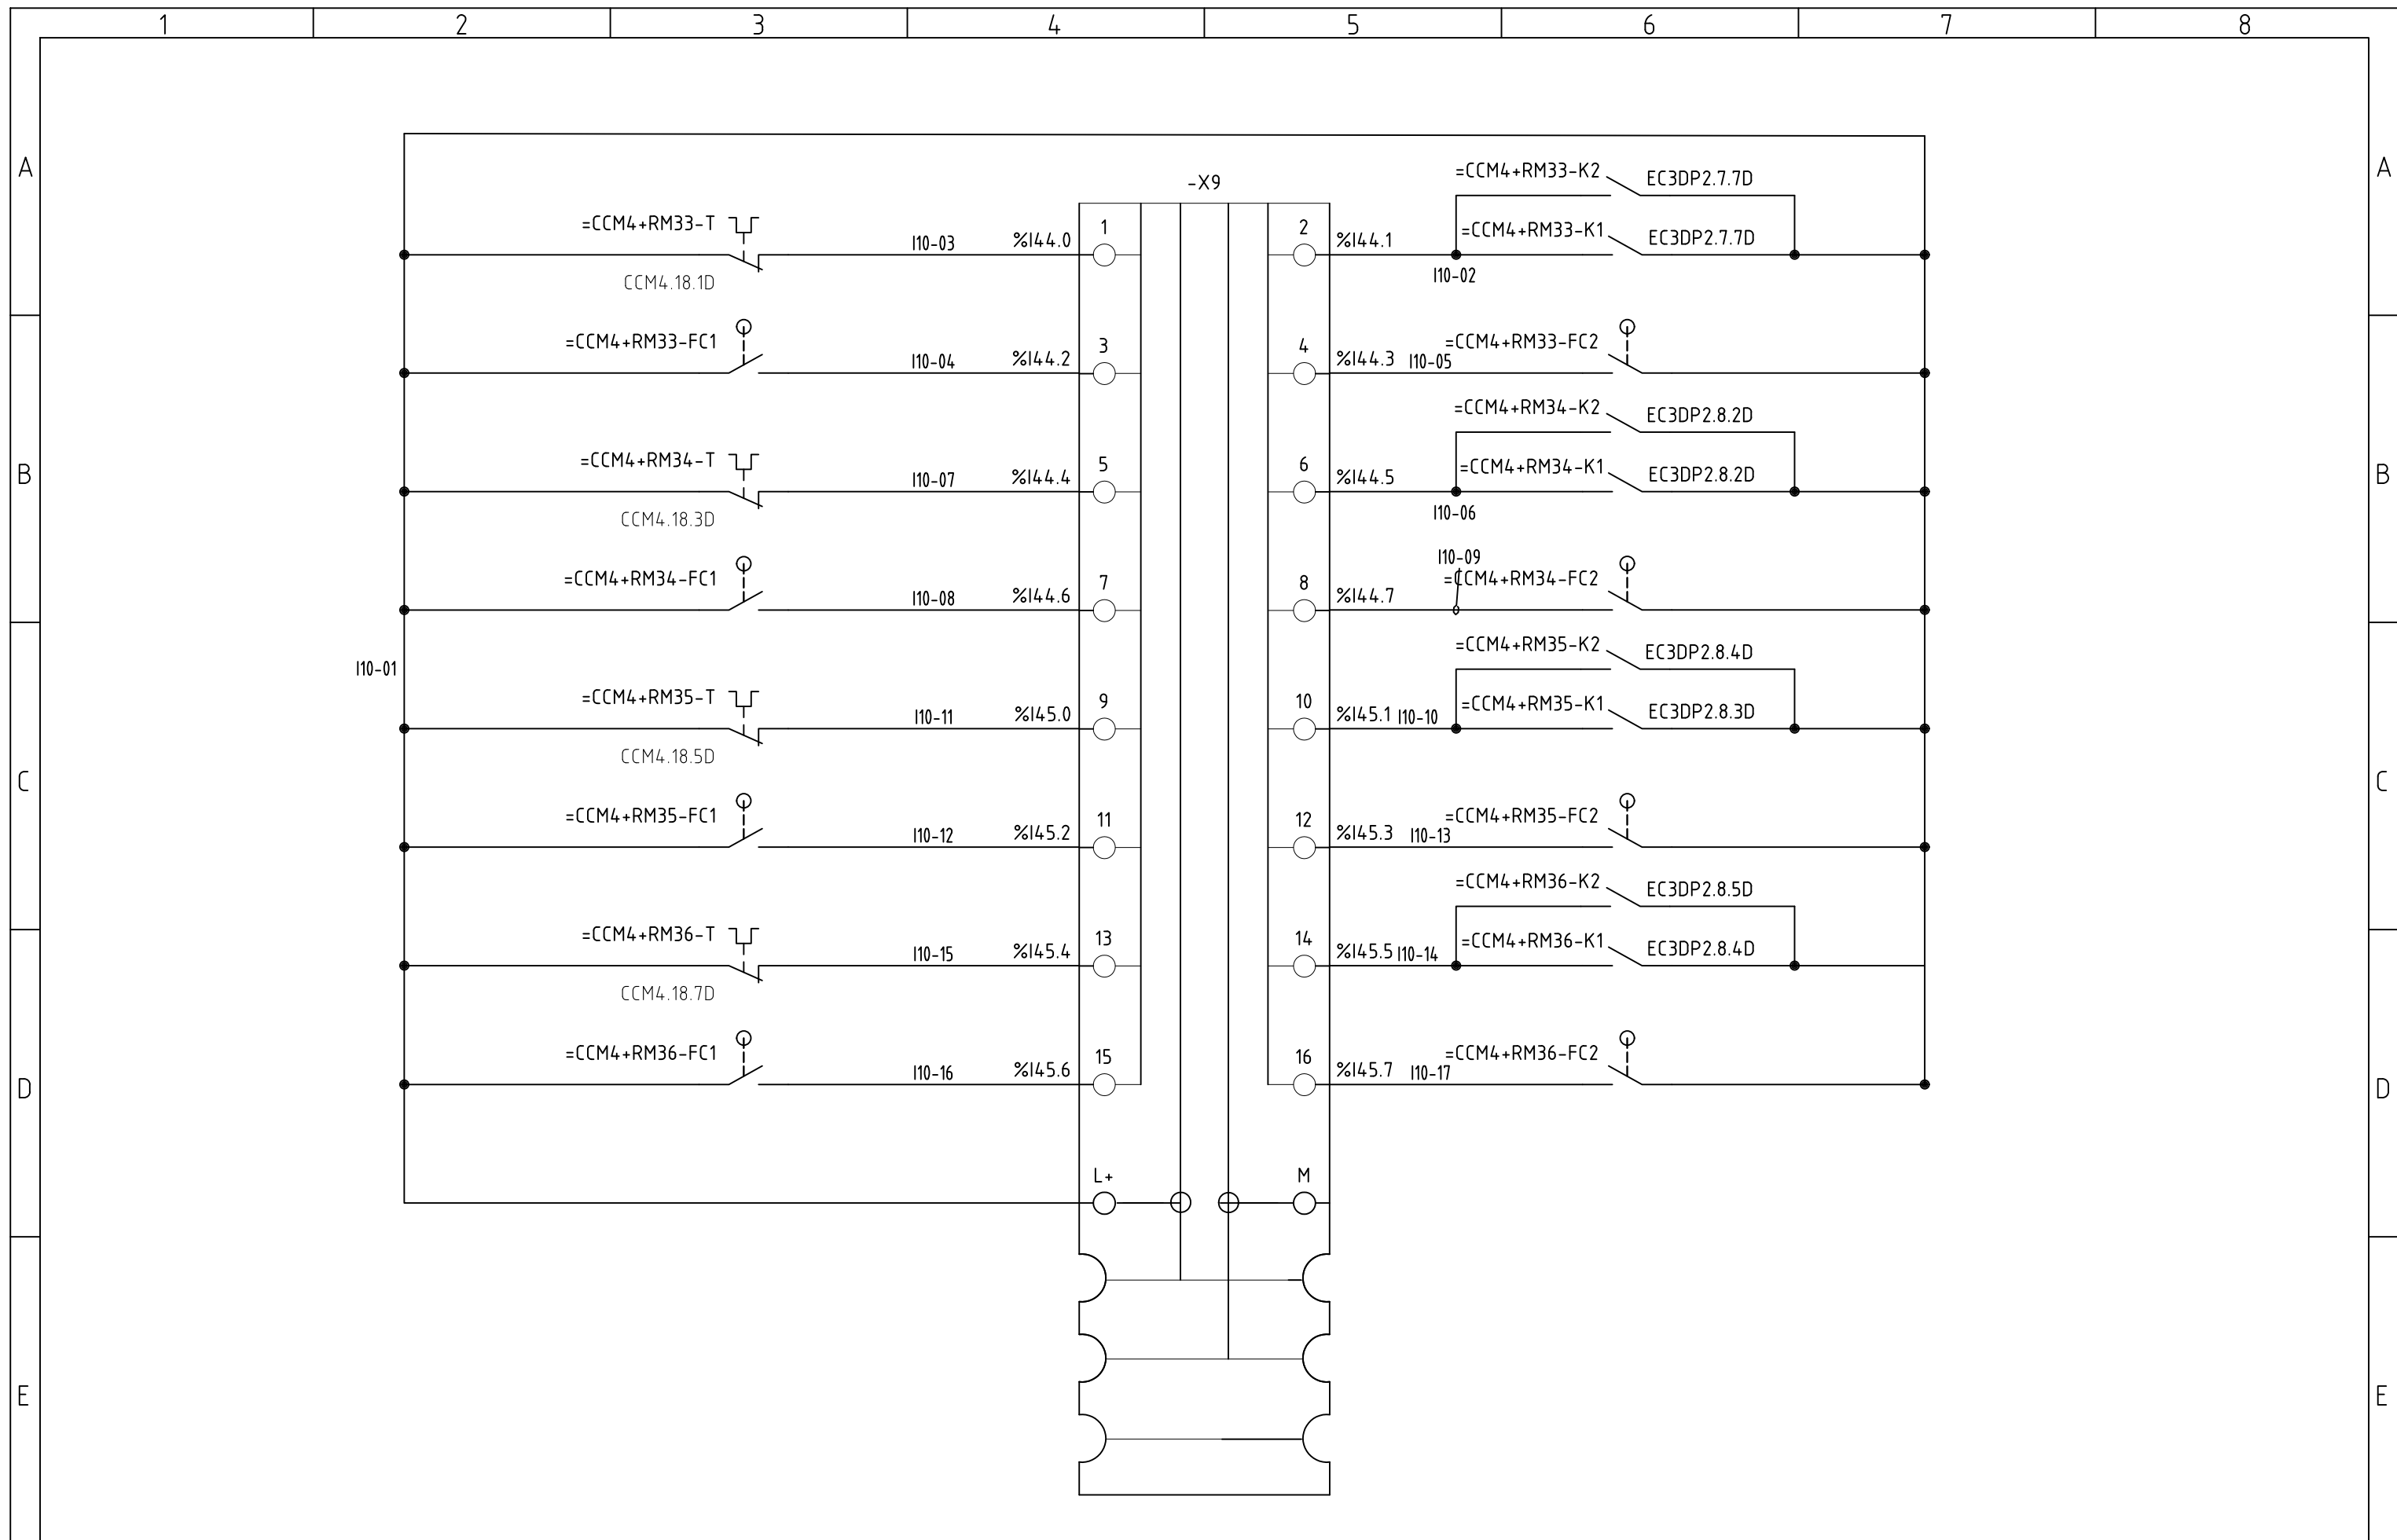 1 2 3 4 5 6 7 8
A A
-X9
=CCM4+RM33-K2 EC3DP2.7.7D
=CCM4+RM33-T I10-03 %I44.0 1 2 %I44.1 =CCM4+RM33-K1 EC3DP2.7.7D
CCM4.18.1D I10-02
=CCM4+RM33-FC1 I10-04 %I44.2 3 4 %I44.3 I10-05 =CCM4+RM33-FC2
=CCM4+RM34-K2 EC3DP2.8.2D
B B
=CCM4+RM34-T I10-07 %I44.4 5 6 %I44.5 =CCM4+RM34-K1 EC3DP2.8.2D
CCM4.18.3D I10-06
I10-09
=CCM4+RM34-FC1 I10-08 %I44.6 7 8 %I44.7 =CCM4+RM34-FC2
I10-01 =CCM4+RM35-K2 EC3DP2.8.4D
=CCM4+RM35-T I10-11 %I45.0 9 10 %I45.1 I10-10 =CCM4+RM35-K1 EC3DP2.8.3D
CCM4.18.5D
C C
=CCM4+RM35-FC1 I10-12 %I45.2 11 12 %I45.3 I10-13 =CCM4+RM35-FC2
=CCM4+RM36-K2 EC3DP2.8.5D
=CCM4+RM36-T I10-15 %I45.4 13 14 %I45.5 I10-14 =CCM4+RM36-K1 EC3DP2.8.4D
CCM4.18.7D
=CCM4+RM36-FC1 I10-16 %I45.6 15 16 %I45.7 I10-17 =CCM4+RM36-FC2
D D
L+ M
E E